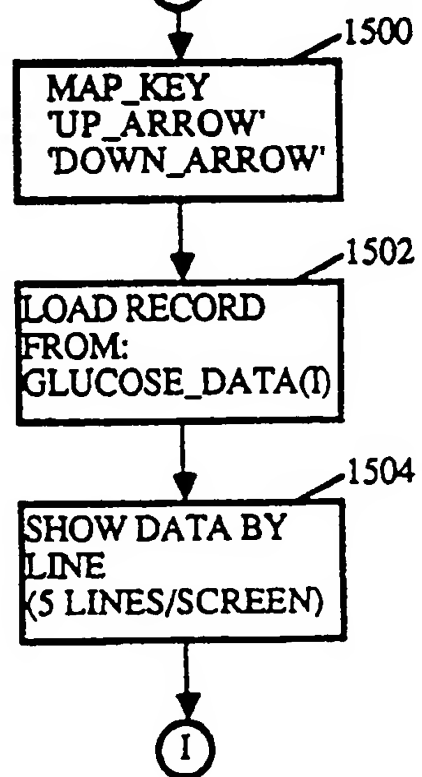 1500
MAP_KEY
'UP_ARROW'
'DOWN_ARROW'
1502
LOAD RECORD
FROM:
GLUCOSE_DATA(I)
1504
SHOW DATA BY
LINE
(5 LINES/SCREEN)
I